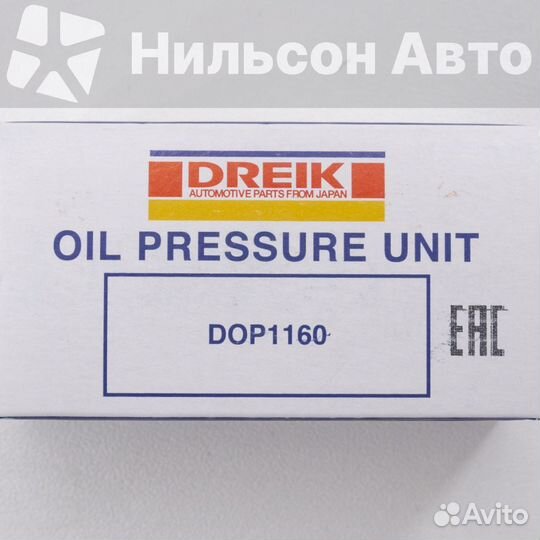 Нильсон Авто
DREIK
AUTOMOTIVE PARTS FROM JAPAN
OIL PRESSURE UNIT
DOP1160
EAC
Avito